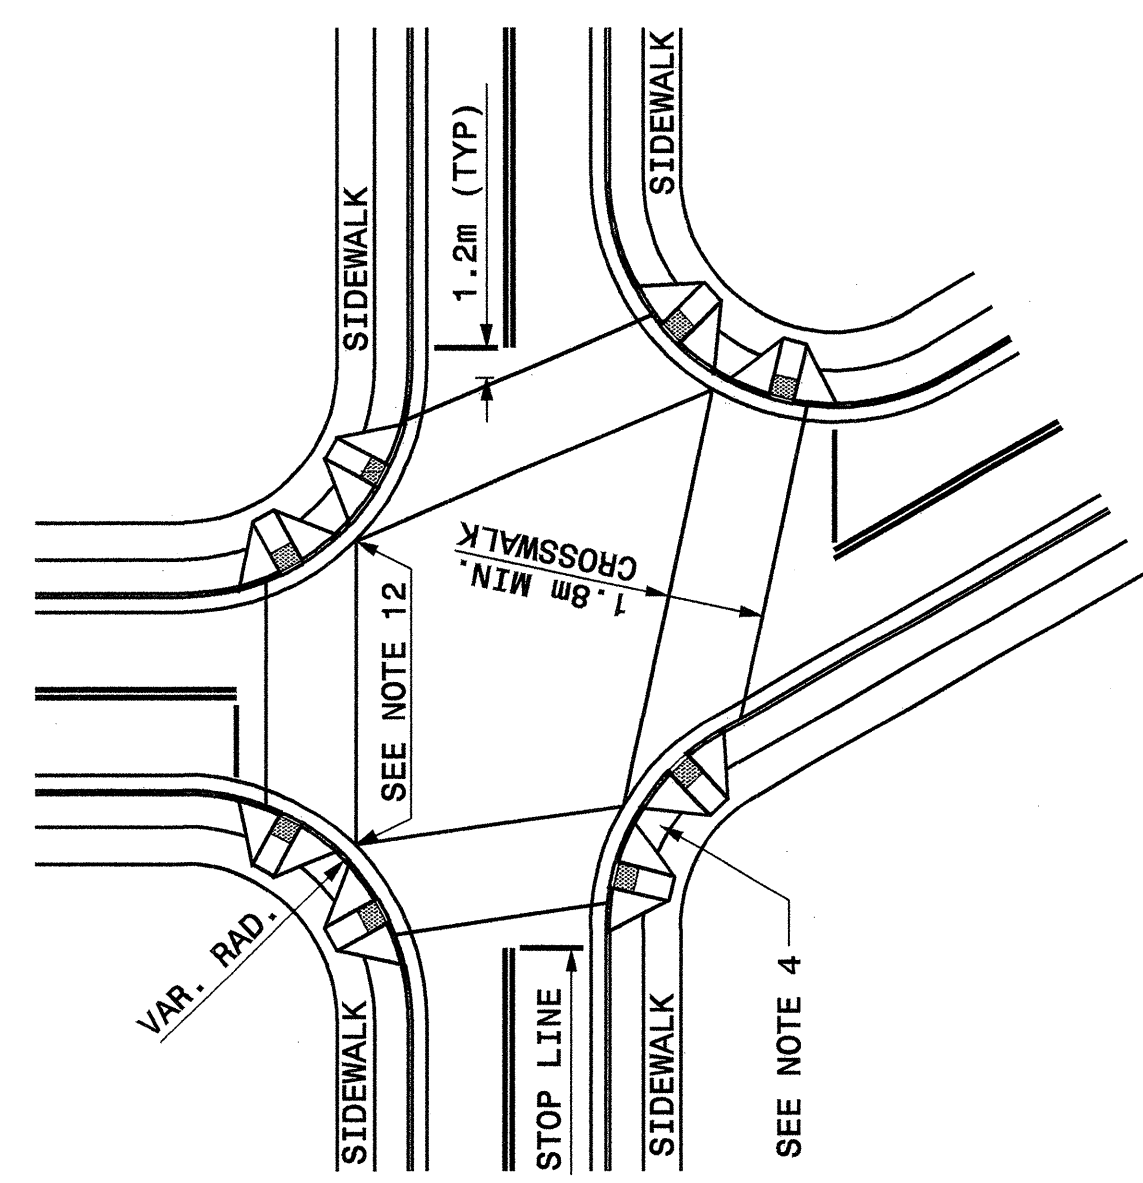 SIDEWALK
1.2m (TYP)
SIDEWALK
1.8m MIN.
CROSSWALK
SEE NOTE 12
VAR. RAD.
SIDEWALK
STOP LINE
SIDEWALK
SEE NOTE 4